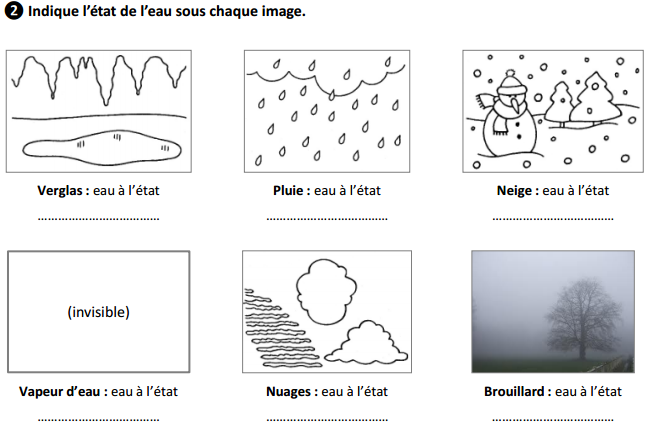 2 Indique l'état de l'eau sous chaque image.
Verglas : eau à l'état
Pluie : eau à l'état
Neige : eau à l'état
……………………………… ……………………………… ………………………………
(invisible)
Vapeur d'eau : eau à l'état
Nuages : eau à l'état
Brouillard : eau à l'état
……………………………… ……………………………… ………………………………